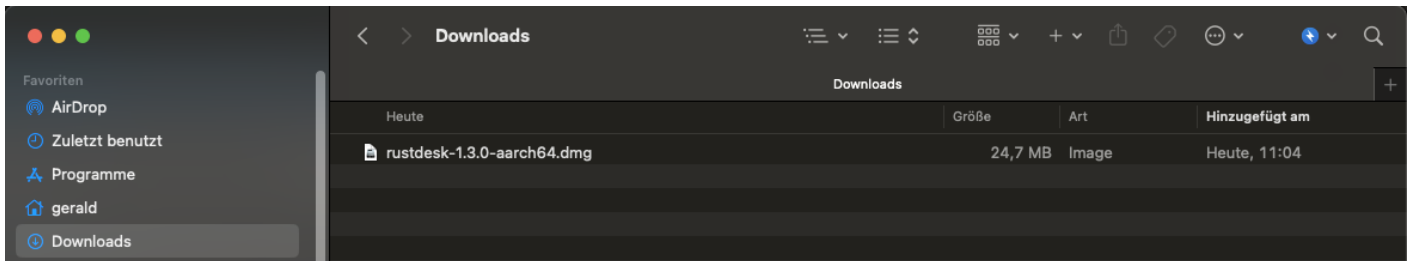 Downloads
Favoriten
AirDrop
Zuletzt benutzt
Programme
gerald
Downloads
Downloads
Heute Größe Art Hinzugefügt am
rustdesk-1.3.0-aarch64.dmg 24,7 MB Image Heute, 11:04